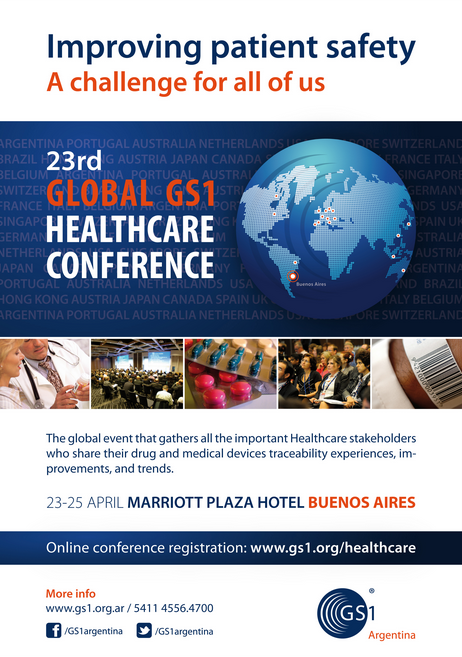 Improving patient safety
A challenge for all of us
23rd
GLOBAL GS1
HEALTHCARE
CONFERENCE
Buenos Aires
The global event that gathers all the important Healthcare stakeholders
who share their drug and medical devices traceability experiences, im-
provements, and trends.
23-25 APRIL MARRIOTT PLAZA HOTEL BUENOS AIRES
Online conference registration: www.gs1.org/healthcare
More info
www.gs1.org.ar / 5411 4556.4700
/GS1argentina /GS1argentina
GS1
®
Argentina